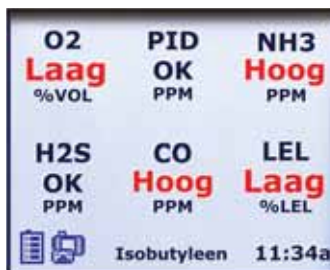 O2 PID NH3
Laag OK Hoog
%VOL PPM PPM
H2S CO LEL
OK Hoog Laag
PPM PPM %LEL
Isobutyleen 11:34a